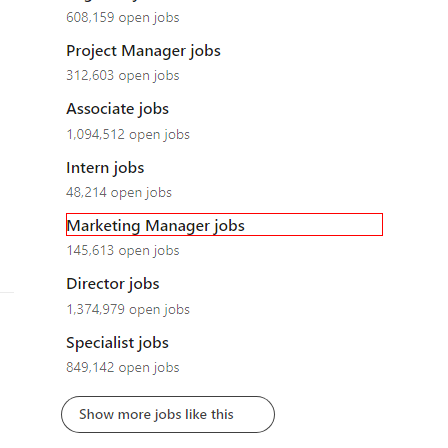 608,159 open jobs
Project Manager jobs
312,603 open jobs
Associate jobs
1,094,512 open jobs
Intern jobs
48,214 open jobs
Marketing Manager jobs
145,613 open jobs
Director jobs
1,374,979 open jobs
Specialist jobs
849,142 open jobs
Show more jobs like this